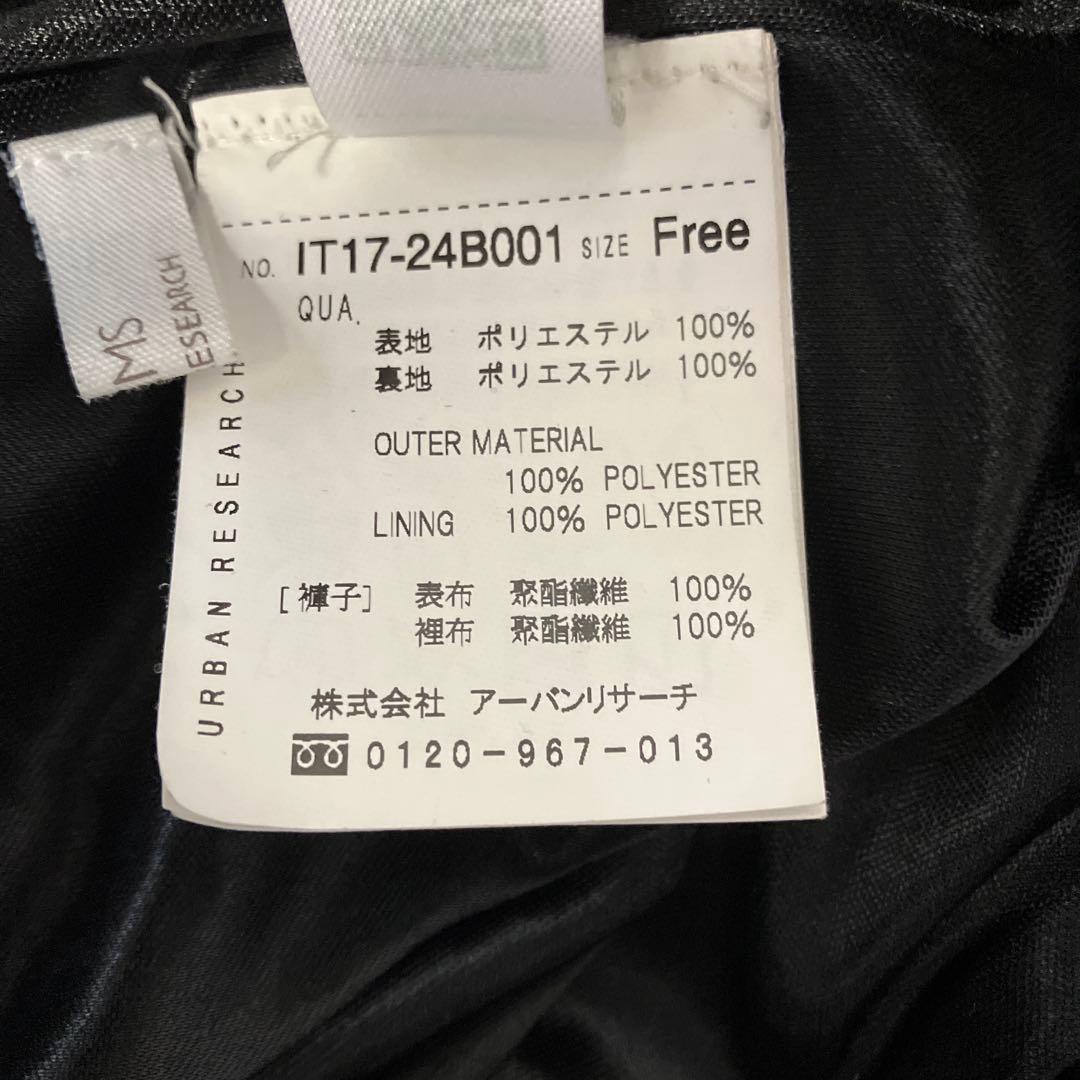 MS
ESEARCH
URBAN RESEARCH
NO. IT17-24B001 SIZE Free
QUA.
表地 ポリエステル 100%
裏地 ポリエステル 100%
OUTER MATERIAL
100% POLYESTER
LINING 100% POLYESTER
[褲子] 表布 聚酯纖維 100%
裡布 聚酯纖維 100%
株式会社 アーバンリサーチ
0120-967-013